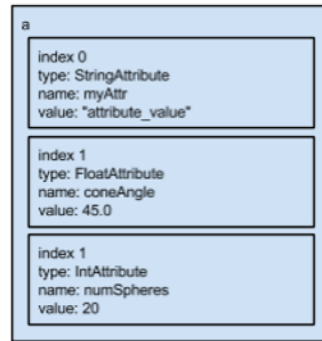 a
index 0
type: StringAttribute
name: myAttr
value: "attribute_value"
index 1
type: FloatAttribute
name: coneAngle
value: 45.0
index 1
type: IntAttribute
name: numSpheres
value: 20